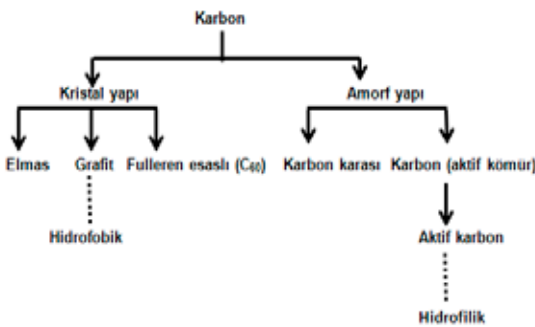 Karbon
Kristal yapı Amorf yapı
Elmas Grafit Fulleren esaslı (C₆₀) Karbon karası Karbon (aktif kömür)
Hidrofobik Aktif karbon
Hidrofilik